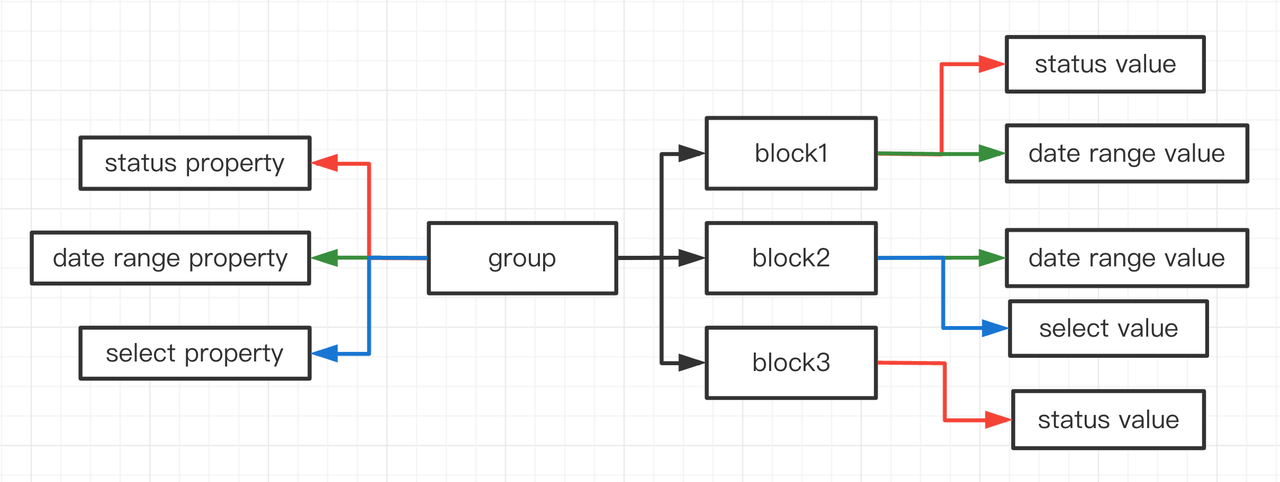 status value
block1
date range value
status property
group
block2
date range value
date range property
select value
select property
block3
status value